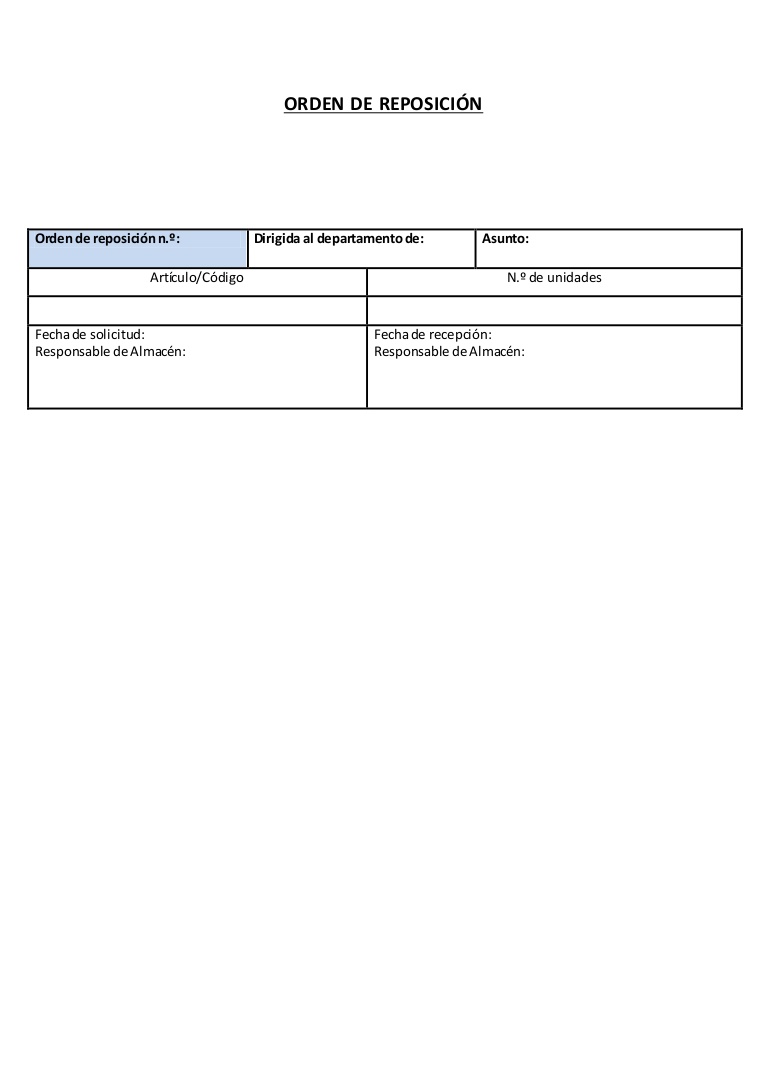 ORDEN DE REPOSICIÓN
Orden de reposición n.º:
Dirigida al departamento de:
Asunto:
Artículo/Código
N.º de unidades
Fecha de solicitud:
Responsable de Almacén:
Fecha de recepción:
Responsable de Almacén: